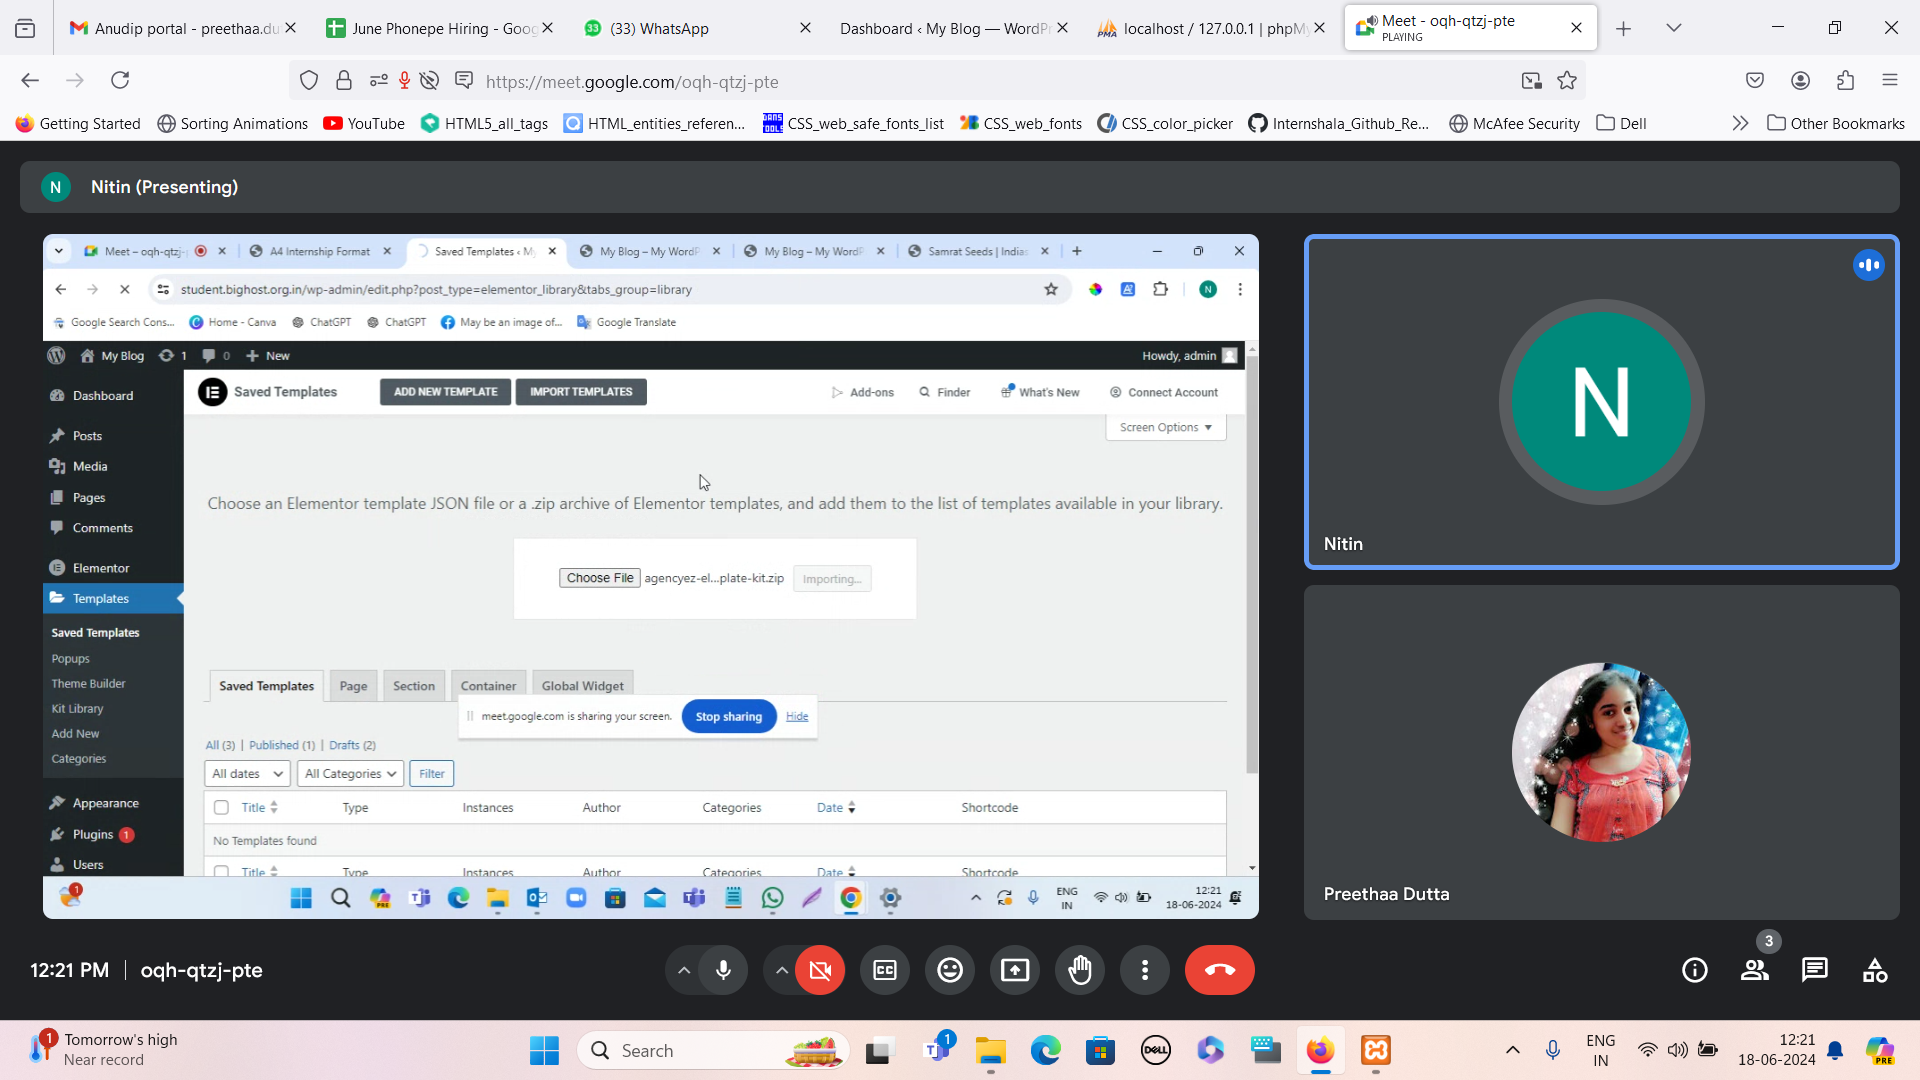 Anudip portal - preethaa.du
June Phonepe Hiring - Goog
33
(33) WhatsApp
Dashboard ‹ My Blog — WordPr
localhost / 127.0.0.1 | phpMy
Meet - oqh-qtzj-pte
PLAYING
https://meet.google.com/oqh-qtzj-pte
Getting Started
Sorting Animations
YouTube
HTML5_all_tags
HTML_entities_referen...
CSS_web_safe_fonts_list
CSS_web_fonts
CSS_color_picker
Internshala_Github_Re...
McAfee Security
Dell
Other Bookmarks
N
Nitin (Presenting)
Meet – oqh-qtzj-
A4 Internship Format
Saved Templates ‹ My
My Blog – My WordP
My Blog – My WordP
Samrat Seeds | Indias
student.bighost.org.in/wp-admin/edit.php?post_type=elementor_library&tabs_group=library
N
Google Search Cons...
Home - Canva
ChatGPT
ChatGPT
May be an image of...
Google Translate
My Blog
1
0
New
Howdy, admin
Saved Templates
ADD NEW TEMPLATE
IMPORT TEMPLATES
Add-ons
Finder
What's New
Connect Account
Screen Options
Dashboard
Posts
Media
Pages
Comments
Elementor
Templates
Saved Templates
Popups
Theme Builder
Kit Library
Add New
Categories
Appearance
Plugins 1
Users
Choose an Elementor template JSON file or a .zip archive of Elementor templates, and add them to the list of templates available in your library.
Choose File agencyez-el...plate-kit.zip Importing...
Saved Templates
Page
Section
Container
Global Widget
meet.google.com is sharing your screen.
Stop sharing
Hide
All (3) | Published (1) | Drafts (2)
All dates
All Categories
Filter
Title Type Instances Author Categories Date Shortcode
No Templates found
Title Type Instances Author Categories Date Shortcode
1
PRE
ENG
IN
12:21
18-06-2024
N
Nitin
Preethaa Dutta
12:21 PM | oqh-qtzj-pte
CC
3
1
Tomorrow's high
Near record
Search
1
DELL
ENG
IN
12:21
18-06-2024
PRE